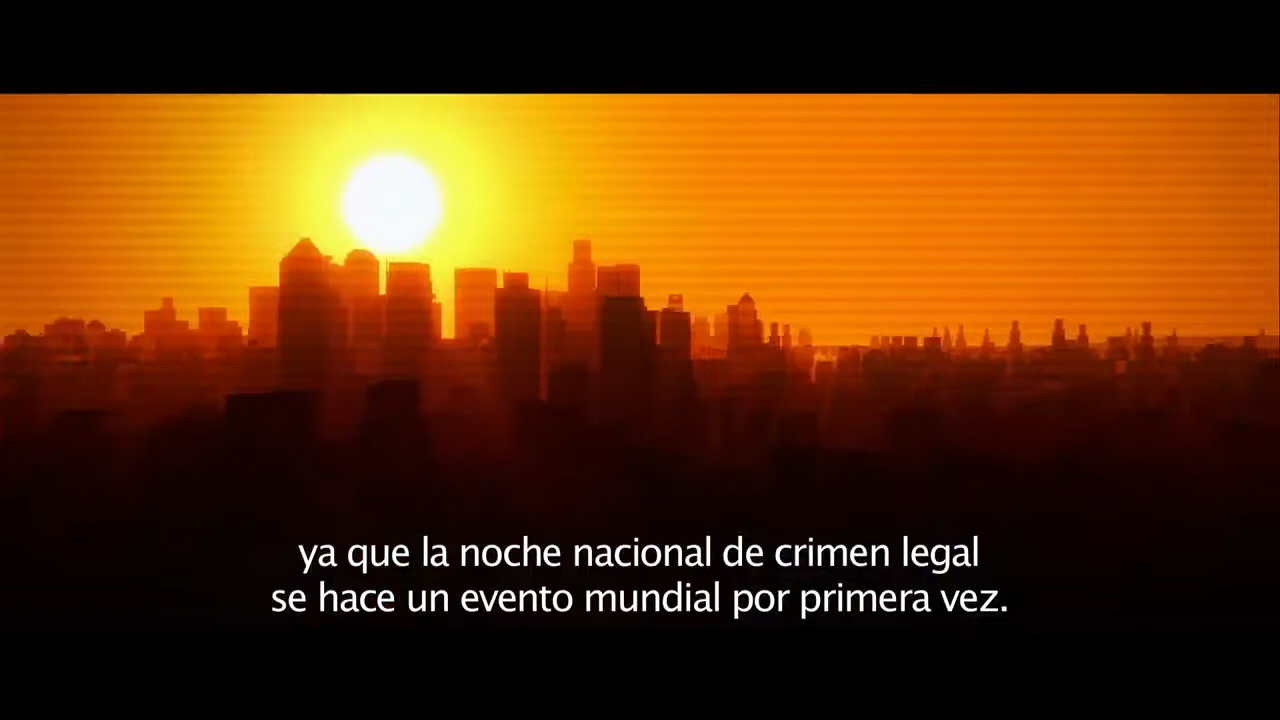 ya que la noche nacional de crimen legal
se hace un evento mundial por primera vez.